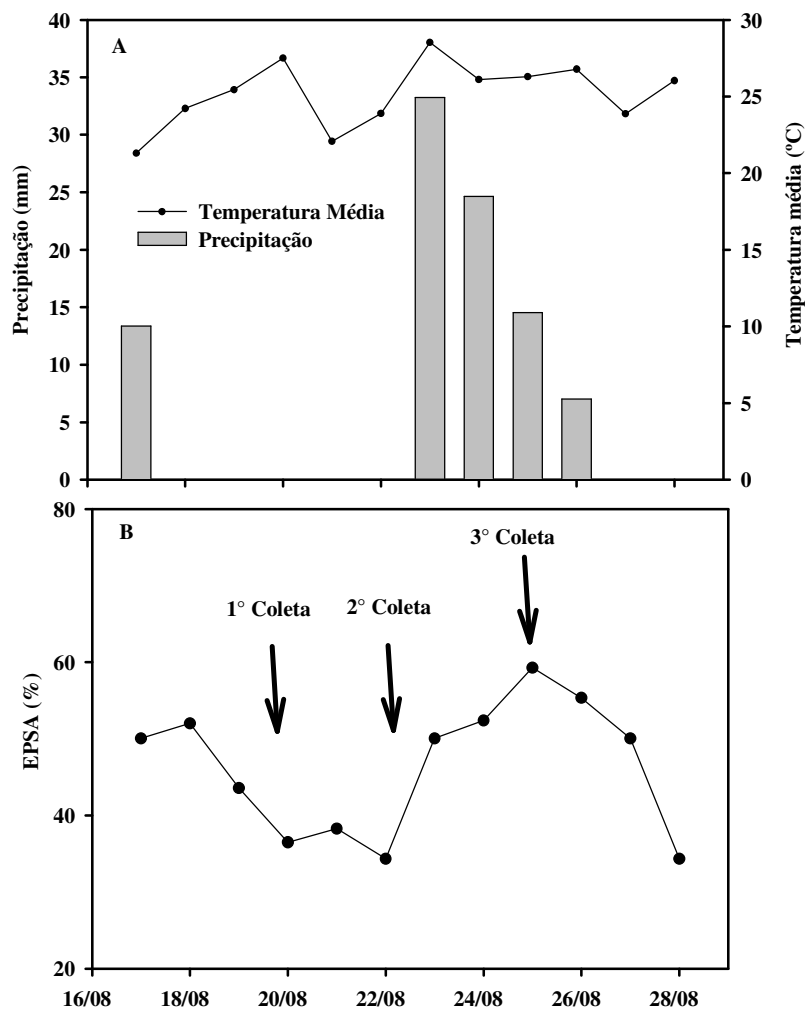 A
40
35
30
25
20
15
10
5
0
Precipitação (mm)
30
25
20
15
10
5
0
Temperatura média (ºC)
Temperatura Média
Precipitação
B
80
60
40
20
EPSA (%)
1° Coleta
2° Coleta
3° Coleta
16/08 18/08 20/08 22/08 24/08 26/08 28/08